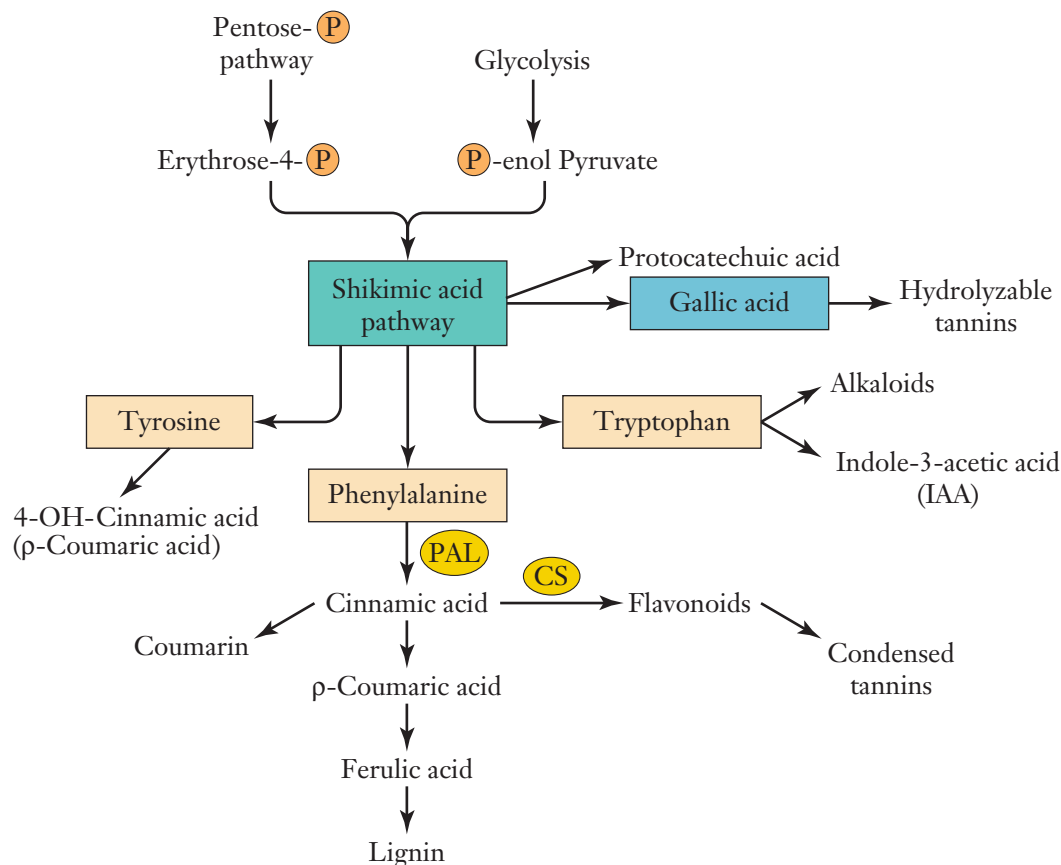 Pentose- P
pathway
Glycolysis
Erythrose-4- P
P -enol Pyruvate
Shikimic acid
pathway
Protocatechuic acid
Gallic acid
Hydrolyzable
tannins
Tyrosine
Tryptophan
Alkaloids
Indole-3-acetic acid
(IAA)
4-OH-Cinnamic acid
(ρ-Coumaric acid)
Phenylalanine
PAL
CS
Cinnamic acid
Flavonoids
Coumarin
Condensed
tannins
ρ-Coumaric acid
Ferulic acid
Lignin